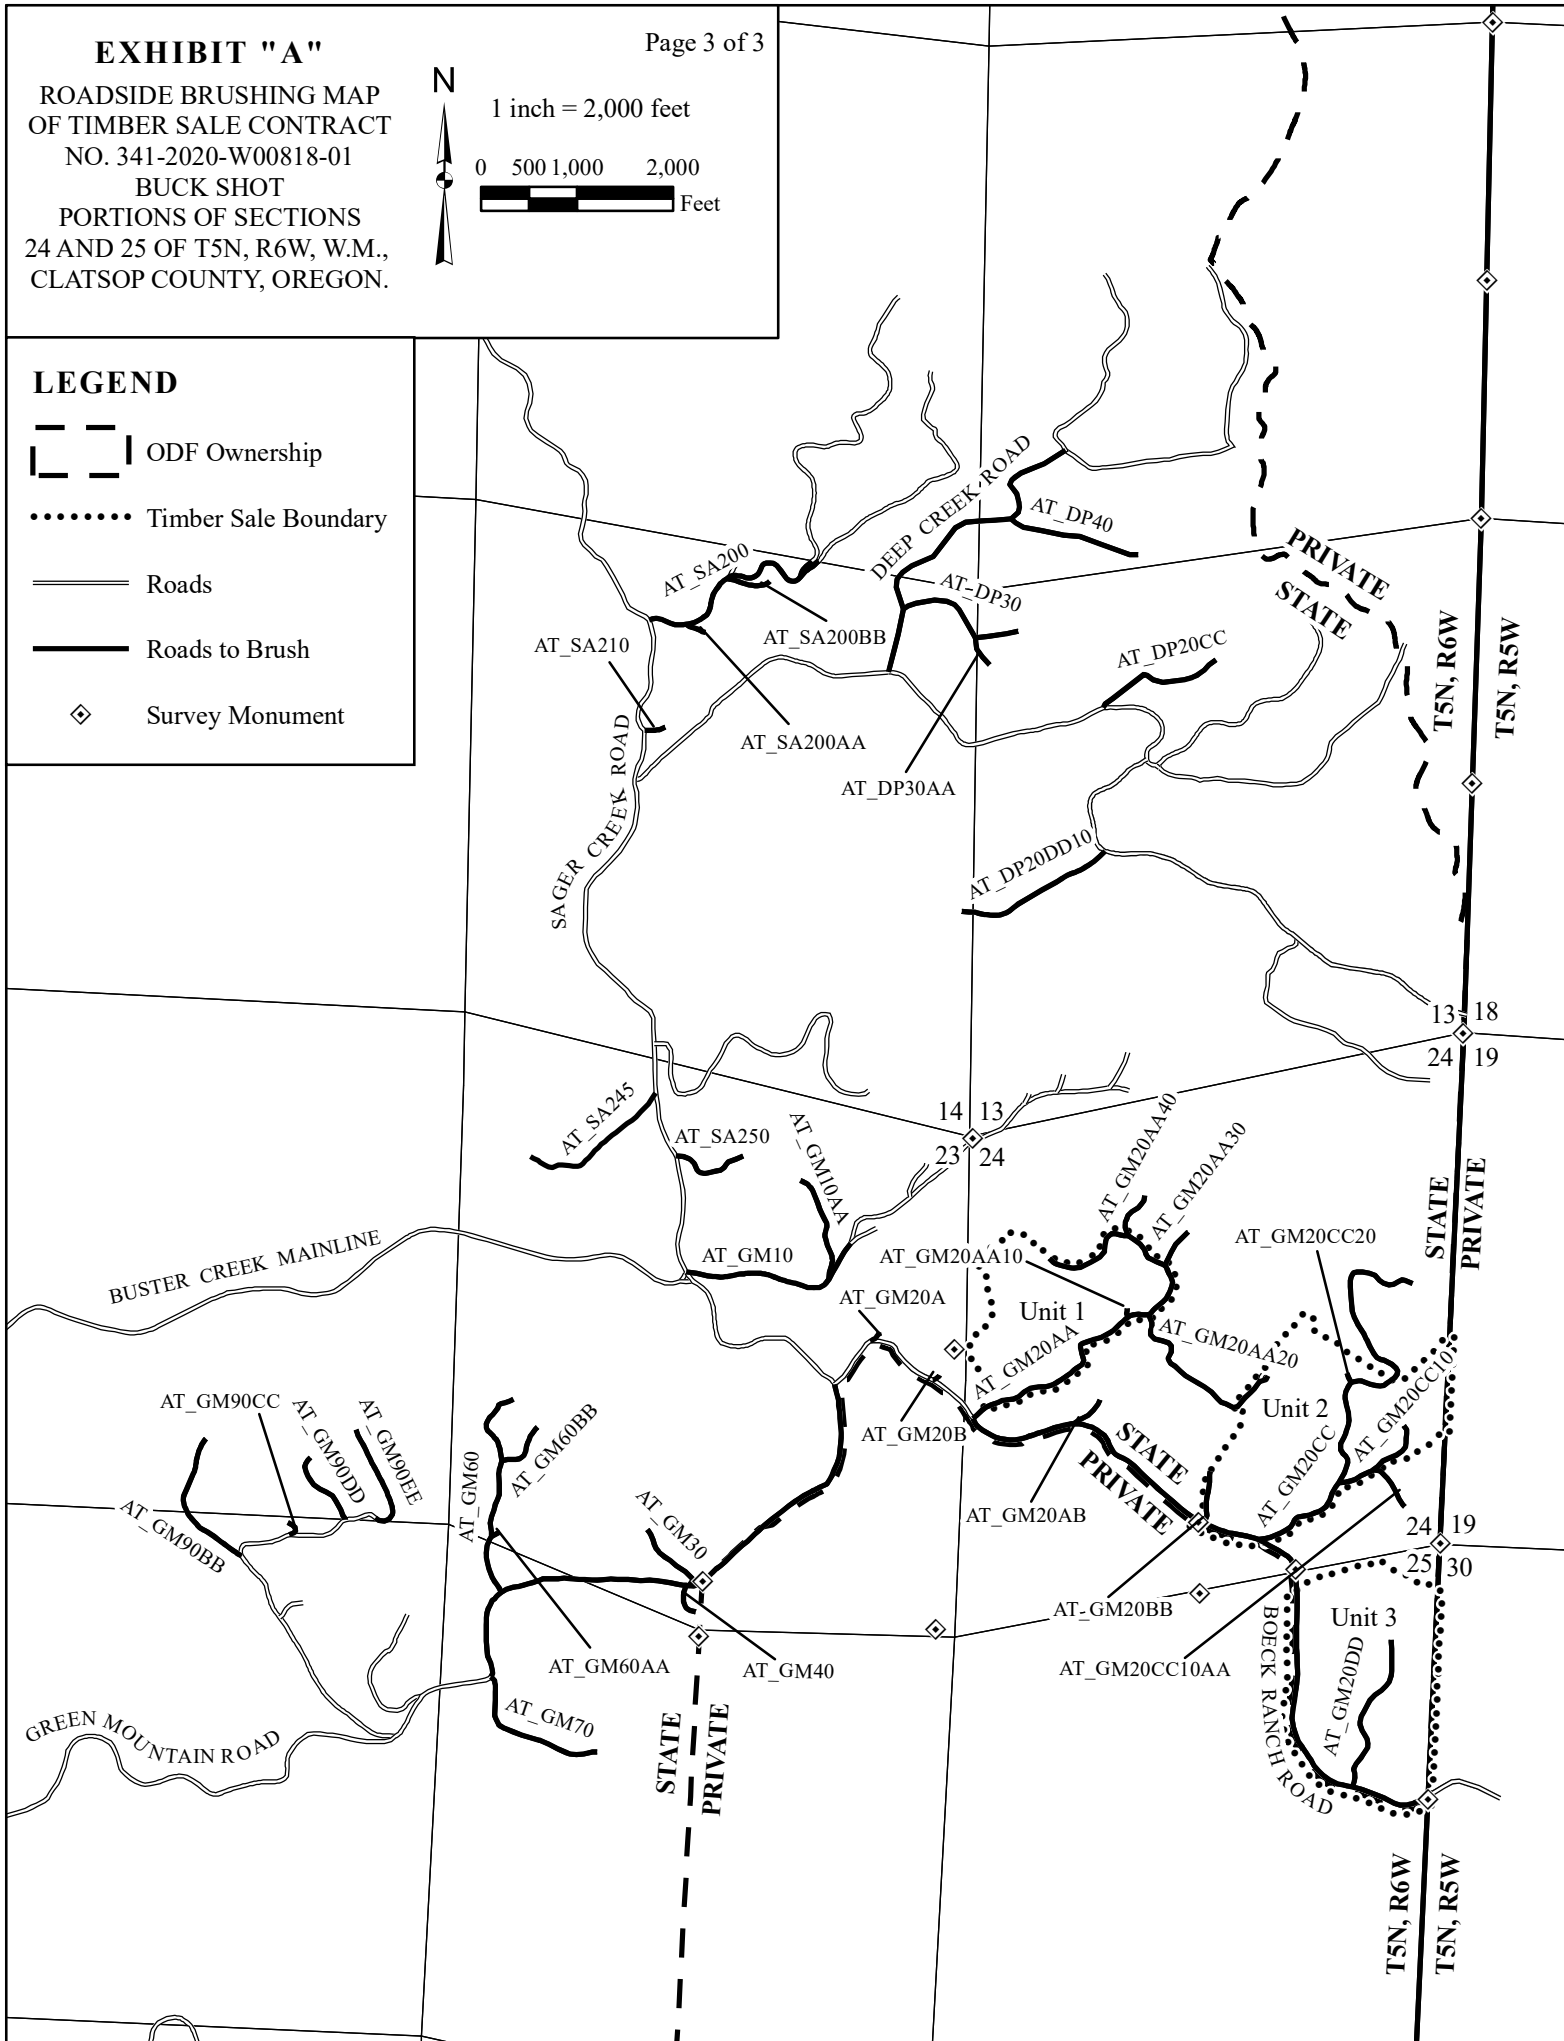 EXHIBIT "A"
Page 3 of 3
ROADSIDE BRUSHING MAP
OF TIMBER SALE CONTRACT
NO. 341-2020-W00818-01
BUCK SHOT
PORTIONS OF SECTIONS
24 AND 25 OF T5N, R6W, W.M.,
CLATSOP COUNTY, OREGON.
N
1 inch = 2,000 feet
0 500 1,000 2,000
Feet
LEGEND
ODF Ownership
Timber Sale Boundary
Roads
Roads to Brush
Survey Monument
DEEP CREEK ROAD
AT_DP40
AT_SA200
AT_DP30
PRIVATE
STATE
AT_SA200BB
AT_SA210
AT_DP20CC
T5N, R6W
T5N, R5W
AT_SA200AA
AT_DP30AA
SAGER CREEK ROAD
AT_DP20DD10
13 18
24 19
14 13
23 24
AT_SA245
AT_SA250
AT_GM10AA
AT_GM20AA40
AT_GM20AA30
STATE
PRIVATE
BUSTER CREEK MAINLINE
AT_GM10
AT_GM20AA10
AT_GM20CC20
AT_GM20A
Unit 1
AT_GM20AA
AT_GM20AA20
AT_GM20CC10
AT_GM90CC
AT_GM90DD
AT_GM90EE
AT_GM60
AT_GM60BB
AT_GM20B
Unit 2
STATE
PRIVATE
AT_GM20CC
AT_GM90BB
AT_GM30
AT_GM20AB
24 19
25 30
AT_GM20BB
Unit 3
AT_GM60AA
AT_GM40
AT_GM20CC10AA
BOECK RANCH ROAD
AT_GM20DD
AT_GM70
GREEN MOUNTAIN ROAD
STATE
PRIVATE
T5N, R6W
T5N, R5W